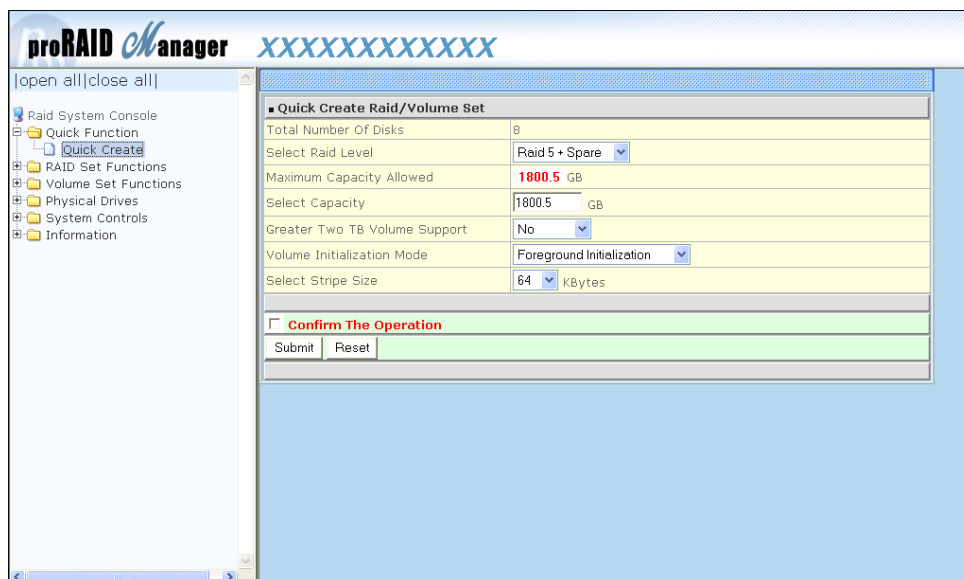 proRAID Manager XXXXXXXXXXXX
|open all|close all|
Raid System Console
Quick Function
Quick Create
RAID Set Functions
Volume Set Functions
Physical Drives
System Controls
Information
Quick Create Raid/Volume Set
Total Number Of Disks 8
Select Raid Level Raid 5 + Spare
Maximum Capacity Allowed 1800.5 GB
Select Capacity 1800.5 GB
Greater Two TB Volume Support No
Volume Initialization Mode Foreground Initialization
Select Stripe Size 64 KBytes
Confirm The Operation
Submit Reset